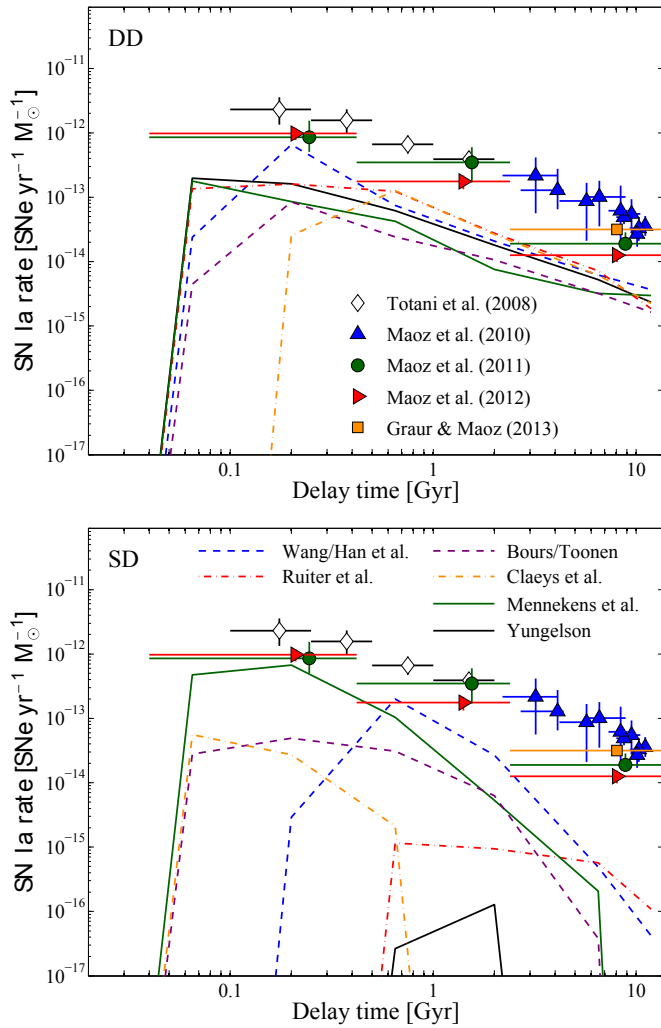 DD
SN Ia rate [SNe yr⁻¹ M⊙⁻¹]
10⁻¹¹
10⁻¹²
10⁻¹³
10⁻¹⁴
10⁻¹⁵
10⁻¹⁶
10⁻¹⁷
Totani et al. (2008)
Maoz et al. (2010)
Maoz et al. (2011)
Maoz et al. (2012)
Graur & Maoz (2013)
0.1 1 10
Delay time [Gyr]
SD
Wang/Han et al.
Ruiter et al.
Bours/Toonen
Claeys et al.
Mennekens et al.
Yungelson
SN Ia rate [SNe yr⁻¹ M⊙⁻¹]
10⁻¹¹
10⁻¹²
10⁻¹³
10⁻¹⁴
10⁻¹⁵
10⁻¹⁶
10⁻¹⁷
0.1 1 10
Delay time [Gyr]